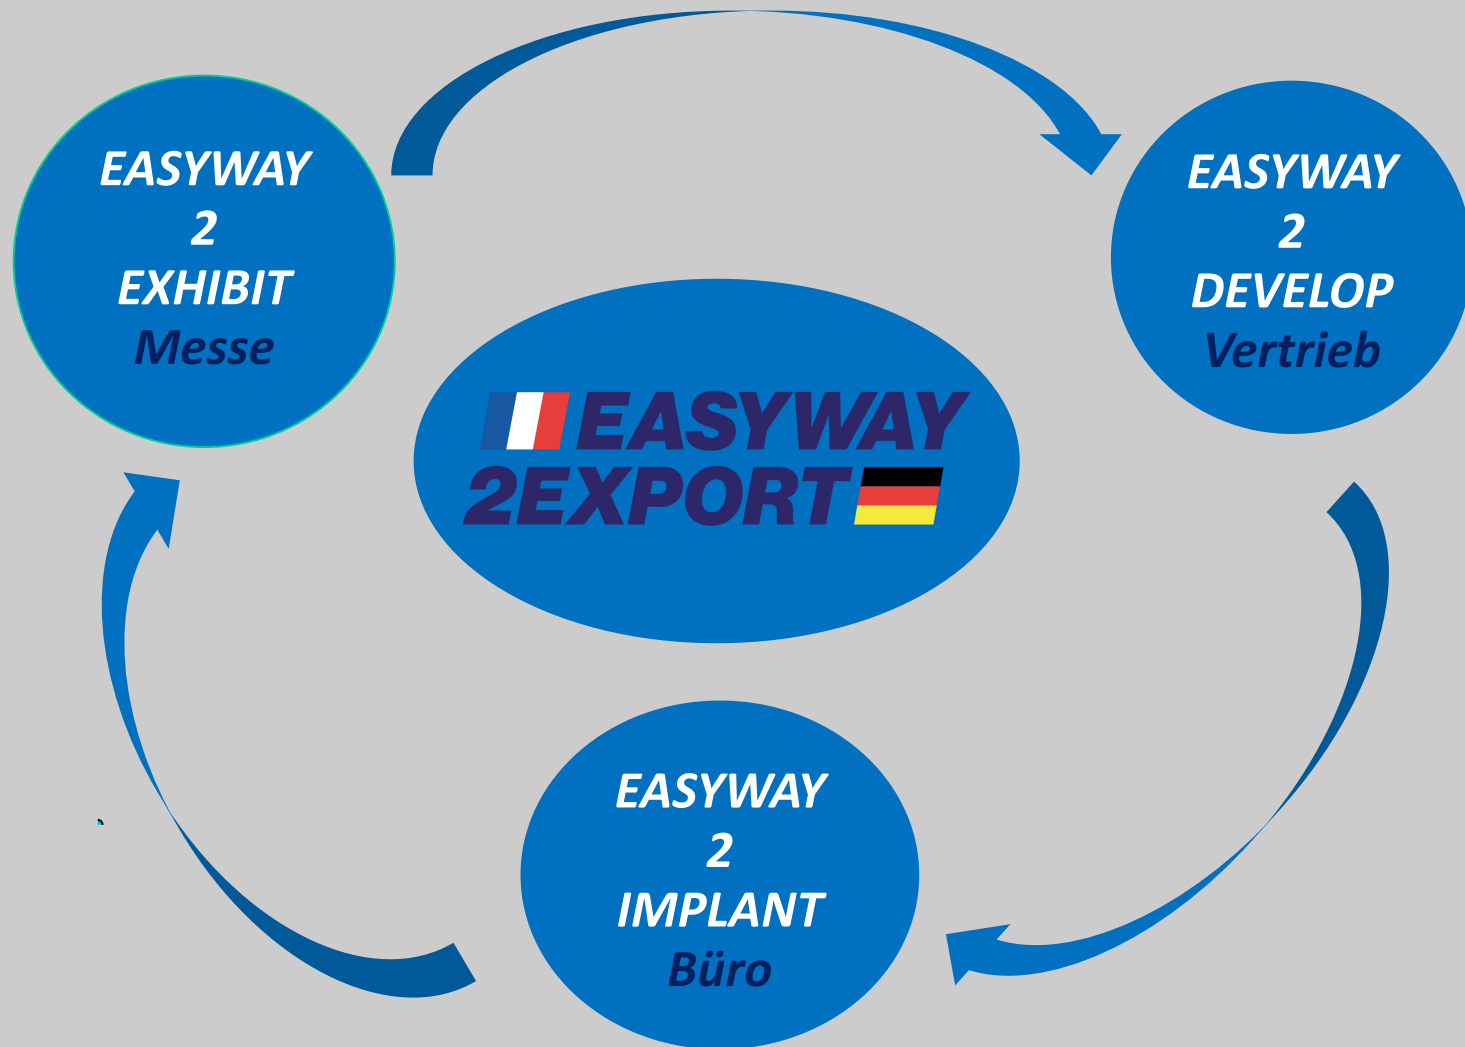 EASYWAY
2
EXHIBIT
Messe
EASYWAY
2
DEVELOP
Vertrieb
EASYWAY
2EXPORT
EASYWAY
2
IMPLANT
Büro